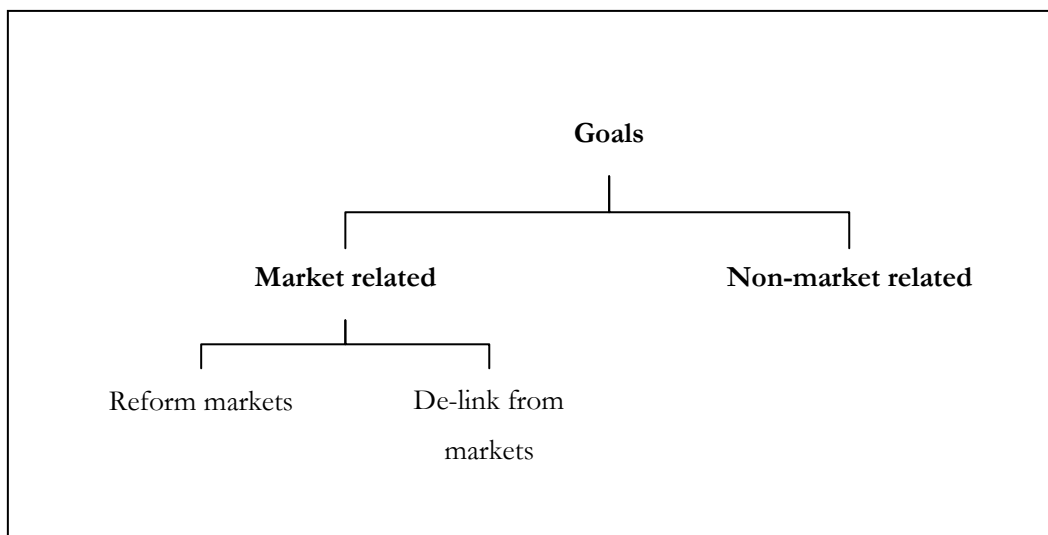 Goals
Market related
Non-market related
Reform markets
De-link from
markets